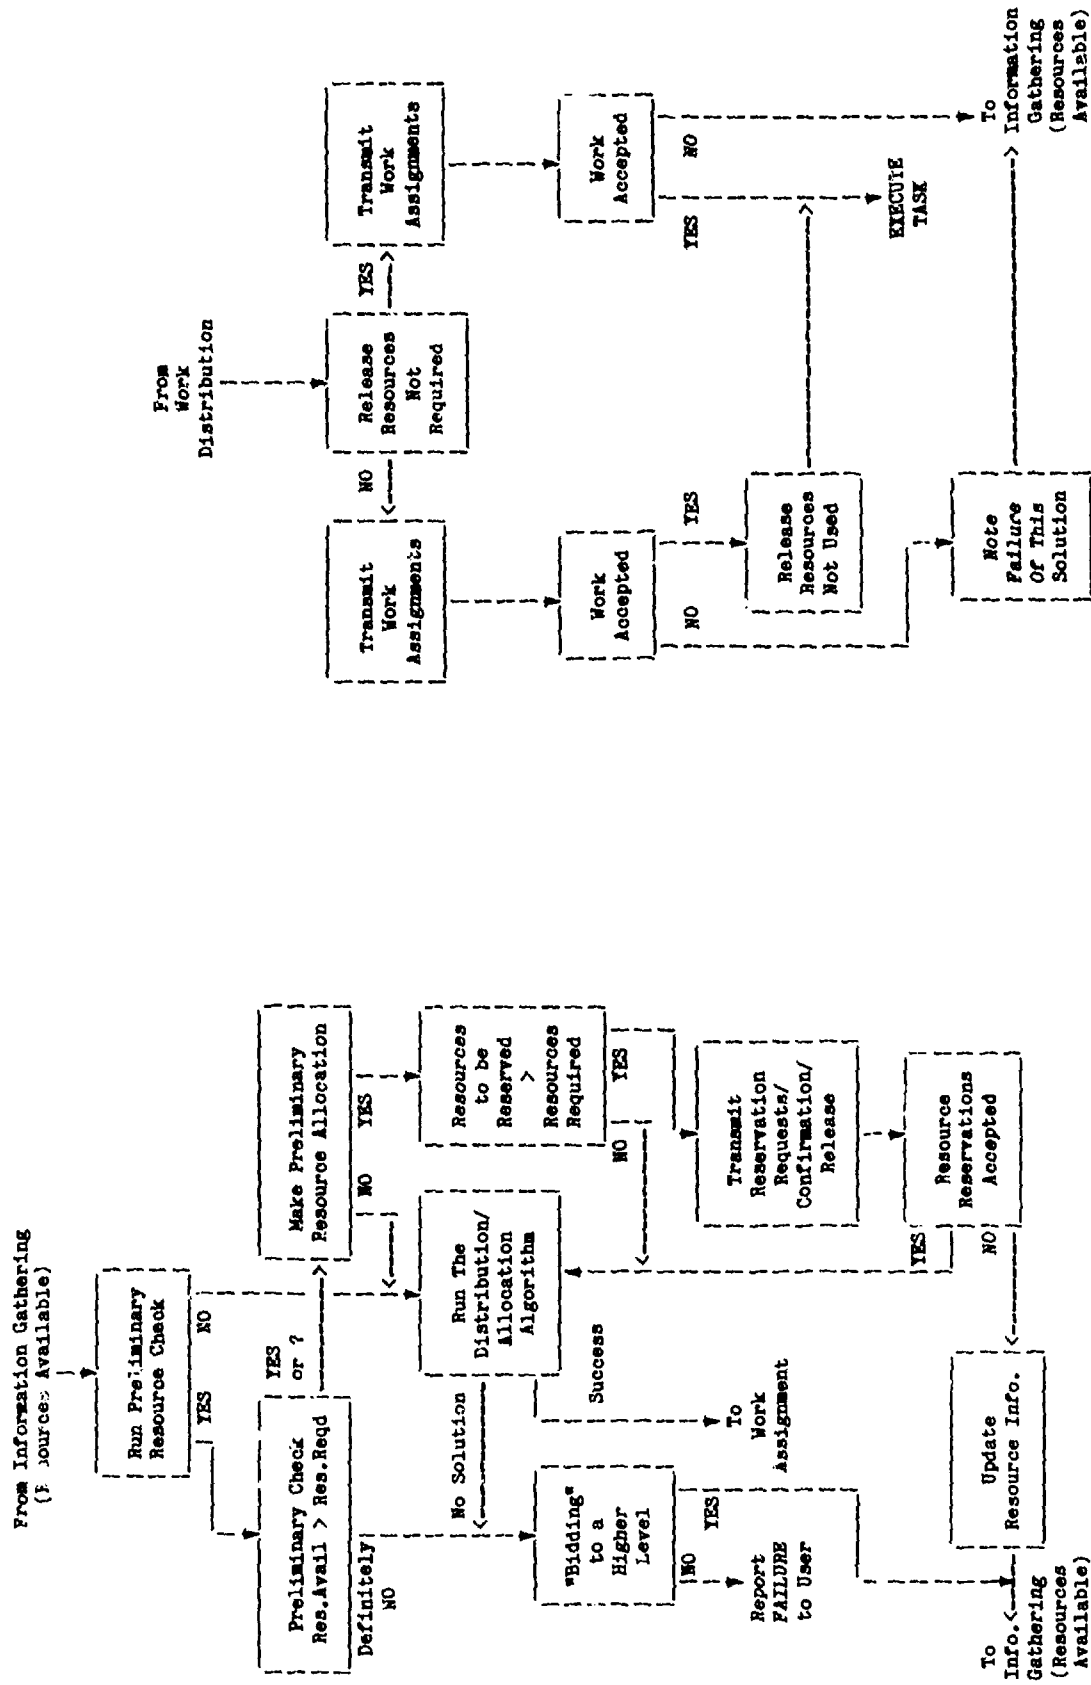 From Information Gathering
Available)
Run Preliminary
Resource Check
YES
NO
Preliminary Check
Res.Avail > Res.Reqd
YES
or ?
Make Preliminary
Resource Allocation
Definitely
NO
No Solution
NO
YES
Run The
Distribution/
Allocation
Algorithm
Resources
to be
Reserved
>
Resources
Required
"Bidding"
to a
Higher
Level
Success
NO
YES
NO
YES
Report
FAILURE
to User
To
Work
Assignment
Transmit
Reservation
Requests/
Confirmation/
Release
YES
NO
Resource
Reservations
Accepted
Update
Resource Info.
To
Info.
Gathering
(Resources
Available)
From
Work
Distribution
Transmit
Work
Assignments
NO
Release
Resources
Not
Required
YES
Transmit
Work
Assignments
Work
Accepted
Work
Accepted
NO
YES
YES
NO
Release
Resources
Not Used
EXECUTE
TASK
Note
Failure
Of This
Solution
To
Information
Gathering
(Resources
Available)